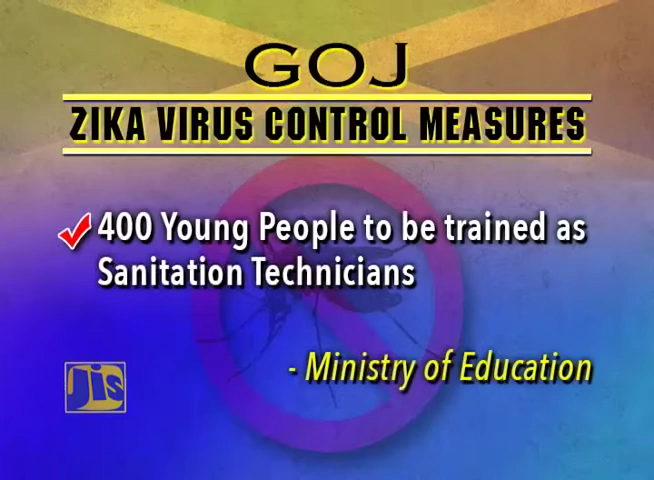 GOJ
ZIKA VIRUS CONTROL MEASURES
400 Young People to be trained as
Sanitation Technicians
- Ministry of Education
Jis